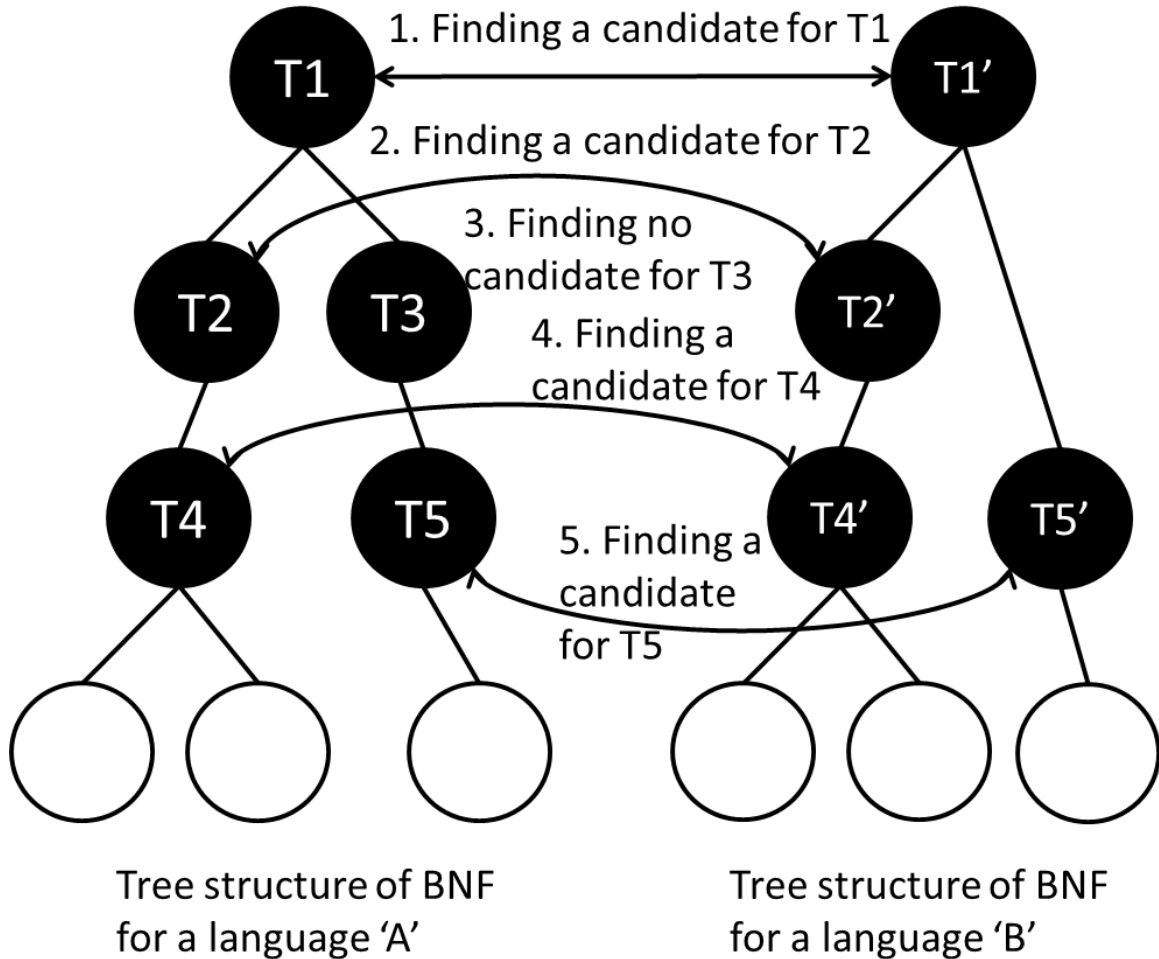 1. Finding a candidate for T1
T1
T1’
2. Finding a candidate for T2
3. Finding no
candidate for T3
T2
T3
T2’
4. Finding a
candidate for T4
T4
T5
T4’
T5’
5. Finding a
candidate
for T5
Tree structure of BNF
for a language ‘A’
Tree structure of BNF
for a language ‘B’